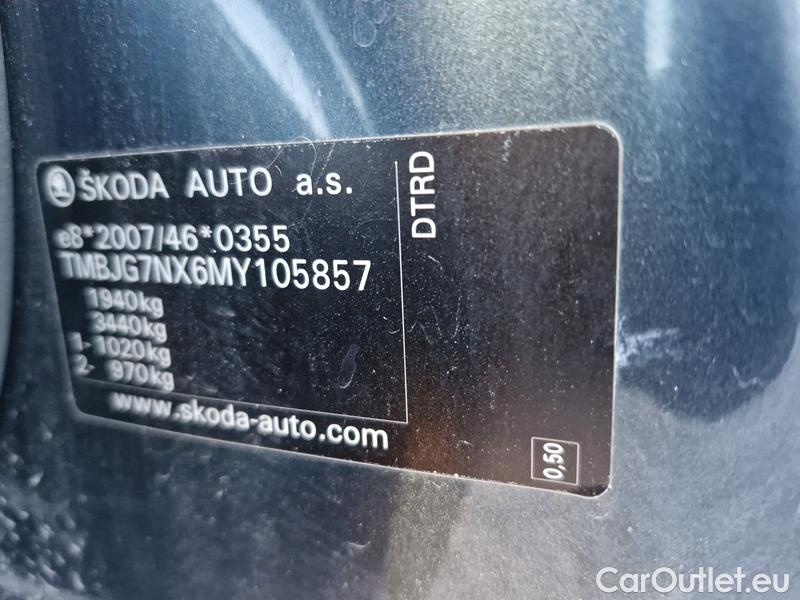 ŠKODA AUTO a.s.
e8*2007/46*0355
TMBJG7NX6MY105857
1940kg
3440kg
1- 1020kg
2- 970kg
www.skoda-auto.com
DTRD
0,50
CarOutlet.eu